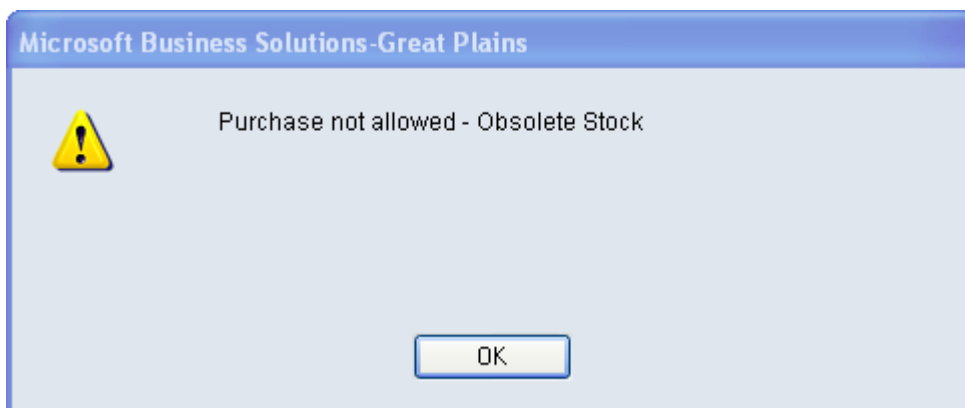 Microsoft Business Solutions-Great Plains
Purchase not allowed - Obsolete Stock
OK